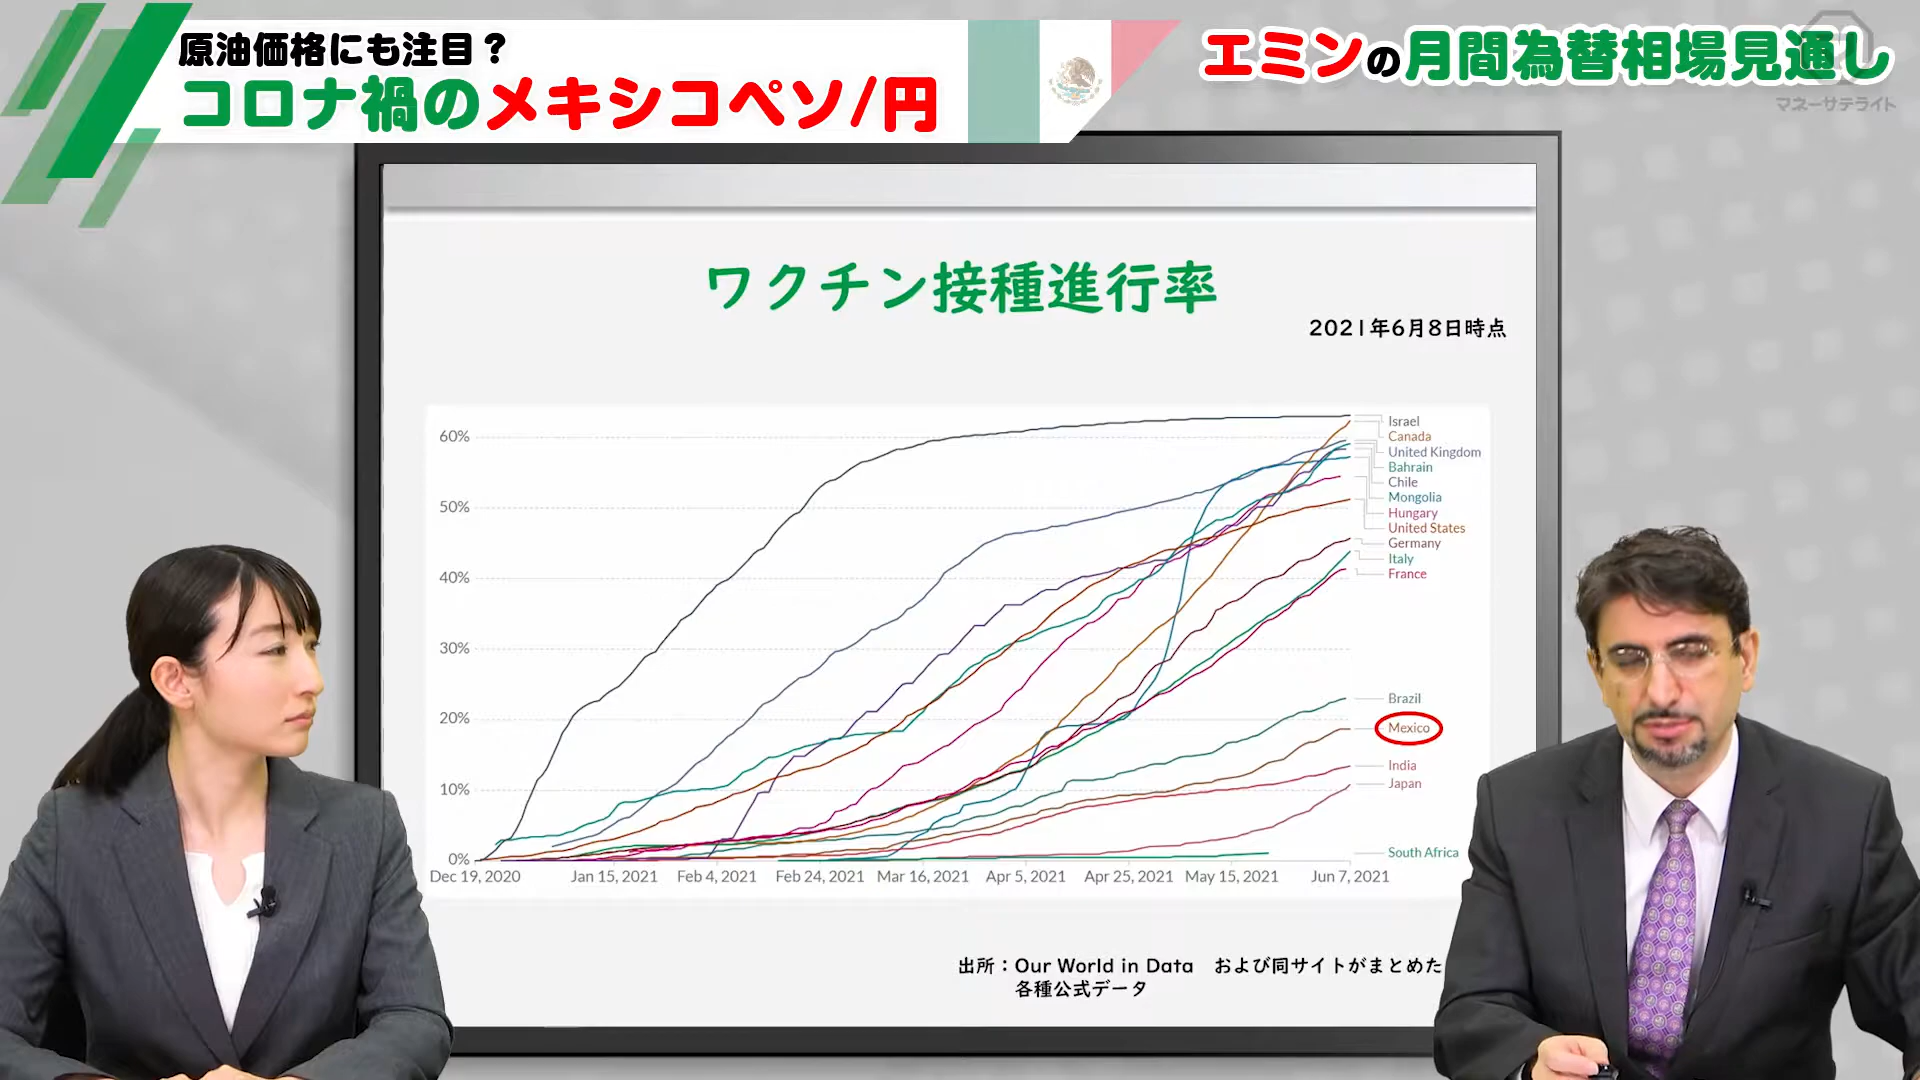 原油価格にも注目？
コロナ禍のメキシコペソ/円
エミンの月間為替相場見通し
マネーサテライト
ワクチン接種進行率
2021年6月8日時点
60%
50%
40%
30%
20%
10%
0%
Israel
Canada
United Kingdom
Bahrain
Chile
Mongolia
Hungary
United States
Germany
Italy
France
Brazil
Mexico
India
Japan
South Africa
Dec 19, 2020 Jan 15, 2021 Feb 4, 2021 Feb 24, 2021 Mar 16, 2021 Apr 5, 2021 Apr 25, 2021 May 15, 2021 Jun 7, 2021
出所：Our World in Data　および同サイトがまとめた
各種公式データ